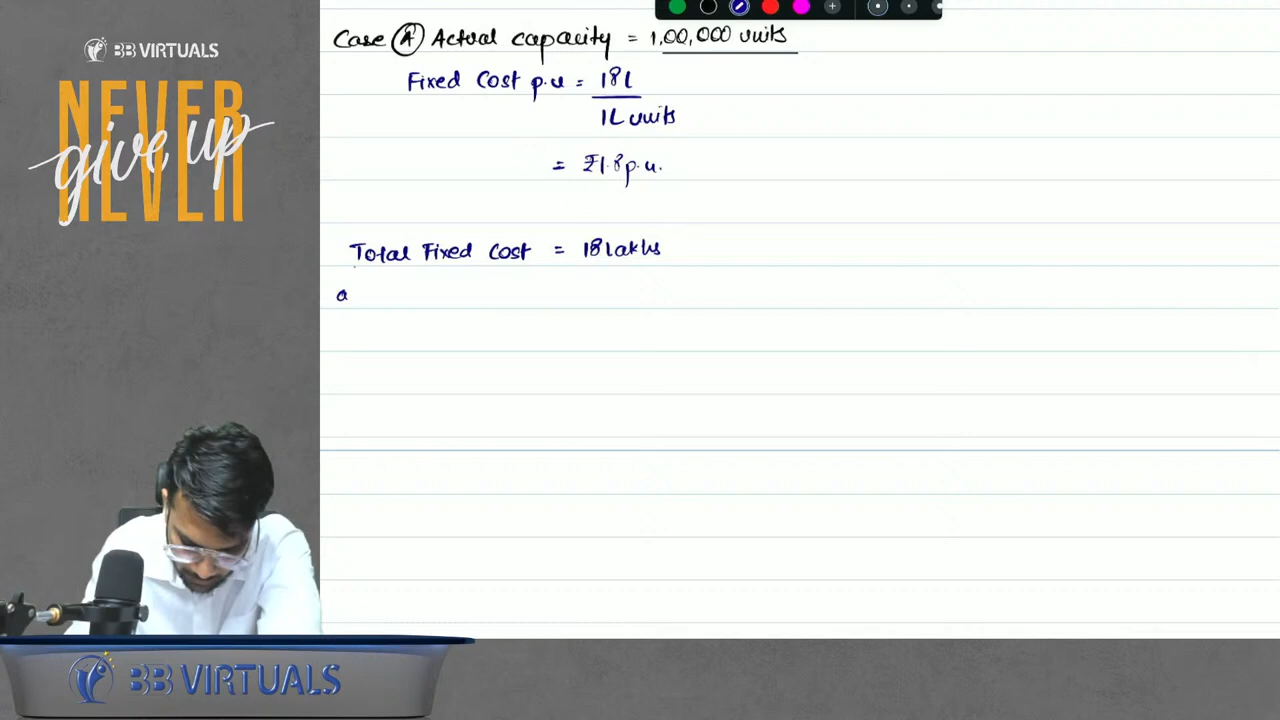 BB VIRTUALS
NEVER
give up
NEVER
Case A Actual capacity = 1,00,000 units
Fixed Cost p.u = 18L
1L units
= ₹1.8 p.u.
Total Fixed Cost = 18 lakhs
a
BB VIRTUALS